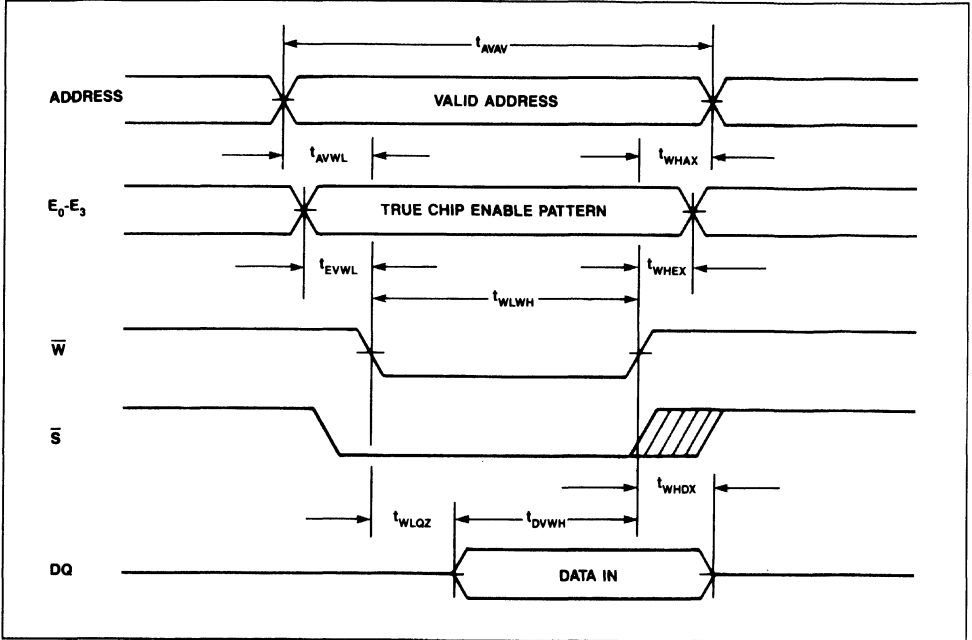 tAVAV
ADDRESS
VALID ADDRESS
tAVWL
tWHAX
E0-E3
TRUE CHIP ENABLE PATTERN
tEVWL
tWHEX
tWLWH
W̅
S̅
tWHDX
tWLQZ
tDVWH
DQ
DATA IN